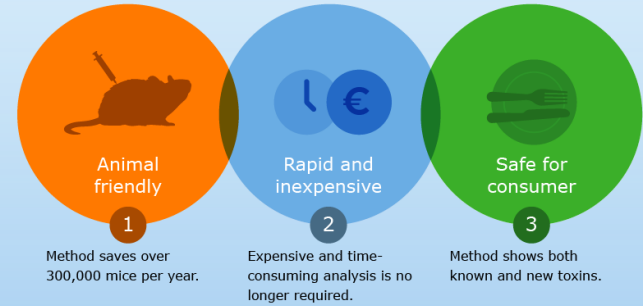 Animal
friendly
1
Method saves over
300,000 mice per year.
€
Rapid and
inexpensive
2
Expensive and time-
consuming analysis is no
longer required.
Safe for
consumer
3
Method shows both
known and new toxins.